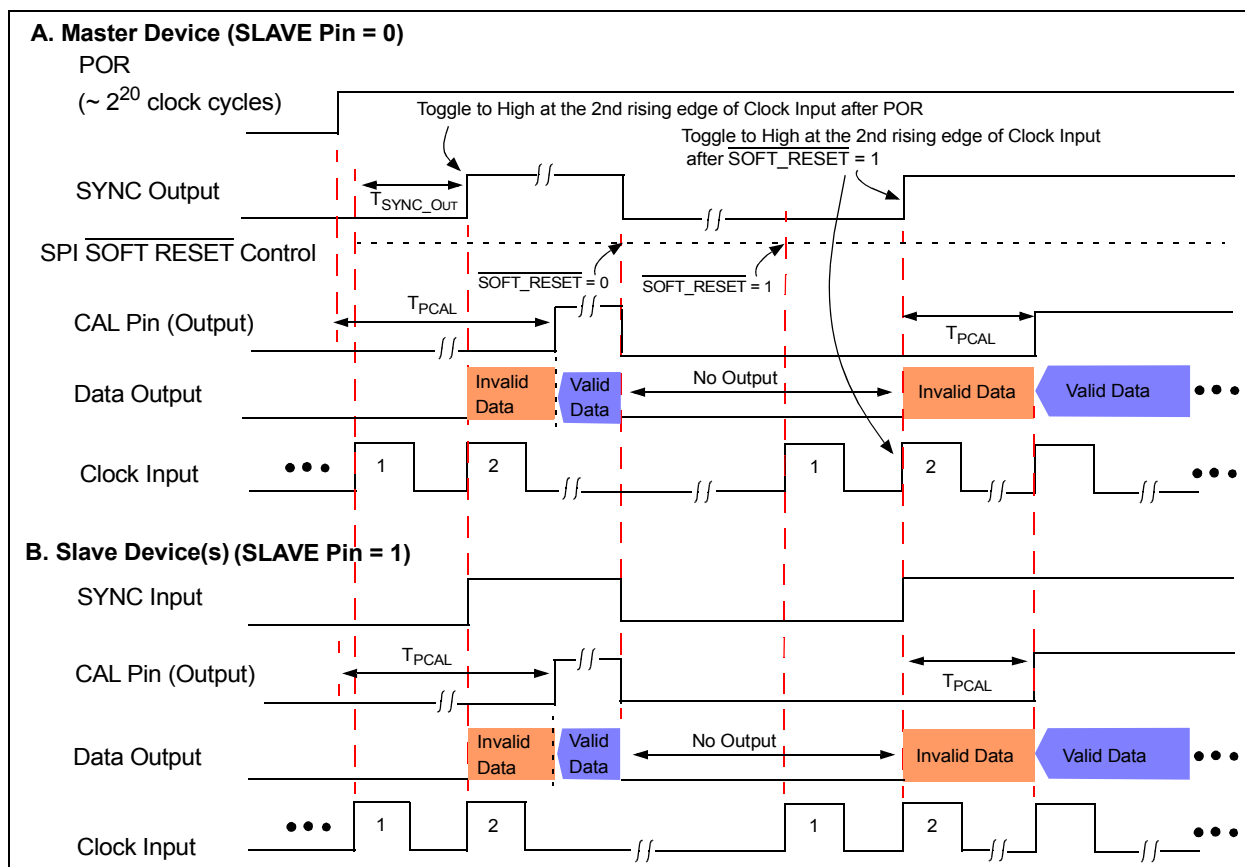 A. Master Device (SLAVE Pin = 0)
POR
(~ 2^20 clock cycles)
Toggle to High at the 2nd rising edge of Clock Input after POR
Toggle to High at the 2nd rising edge of Clock Input
after SOFT_RESET = 1
SYNC Output
T_SYNC_OUT
SPI SOFT RESET Control
SOFT_RESET = 0
SOFT_RESET = 1
CAL Pin (Output)
T_PCAL
T_PCAL
Data Output
Invalid
Data
Valid
Data
No Output
Invalid Data
Valid Data
Clock Input
1
2
1
2
B. Slave Device(s) (SLAVE Pin = 1)
SYNC Input
CAL Pin (Output)
T_PCAL
T_PCAL
Data Output
Invalid
Data
Valid
Data
No Output
Invalid Data
Valid Data
Clock Input
1
2
1
2